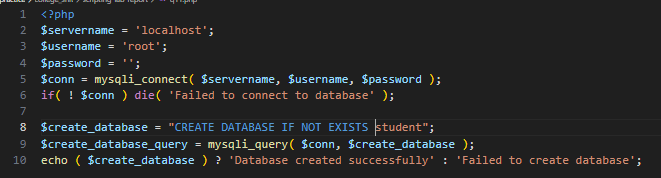 <?php
$servername = 'localhost';
$username = 'root';
$password = '';
$conn = mysqli_connect( $servername, $username, $password );
if( ! $conn ) die( 'Failed to connect to database' );
$create_database = "CREATE DATABASE IF NOT EXISTS student";
$create_database_query = mysqli_query( $conn, $create_database );
echo ( $create_database ) ? 'Database created successfully' : 'Failed to create database';